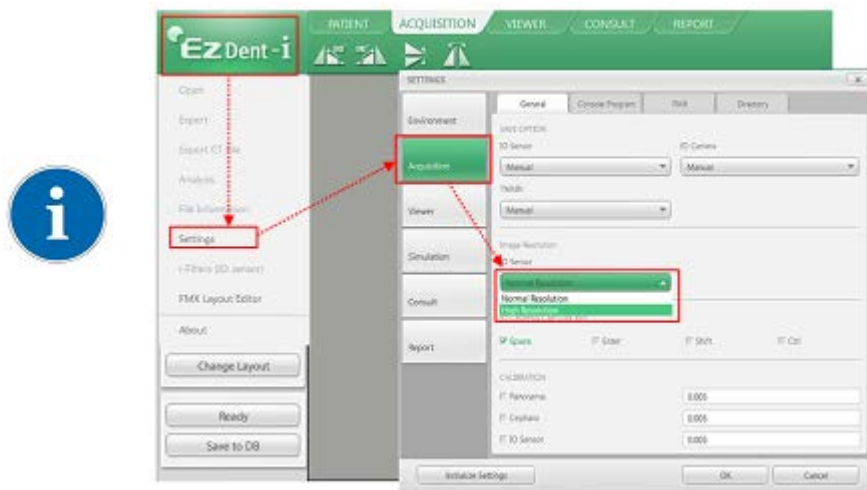 EzDent-i
PATIENT
ACQUISITION
VIEWER
CONSULT
REPORT
Open
Export
Export CT File
Analysis
File Information
Settings
FMX Layout Editor
About
Change Layout
Ready
Save to DB
SETTINGS
Environment
Acquisition
Viewer
Simulation
Consult
Report
General
Console Program
Directory
SAVE OPTION
IO Sensor
IO Camera
Manual
Manual
Manual
Image Resolution
IO Sensor
Normal Resolution
Normal Resolution
High Resolution
Space
Enter
Shift
Ctrl
CALIBRATION
Panorama
0.005
Cephalo
0.005
IO Sensor
0.005
Initialize Settings
OK
Cancel
i